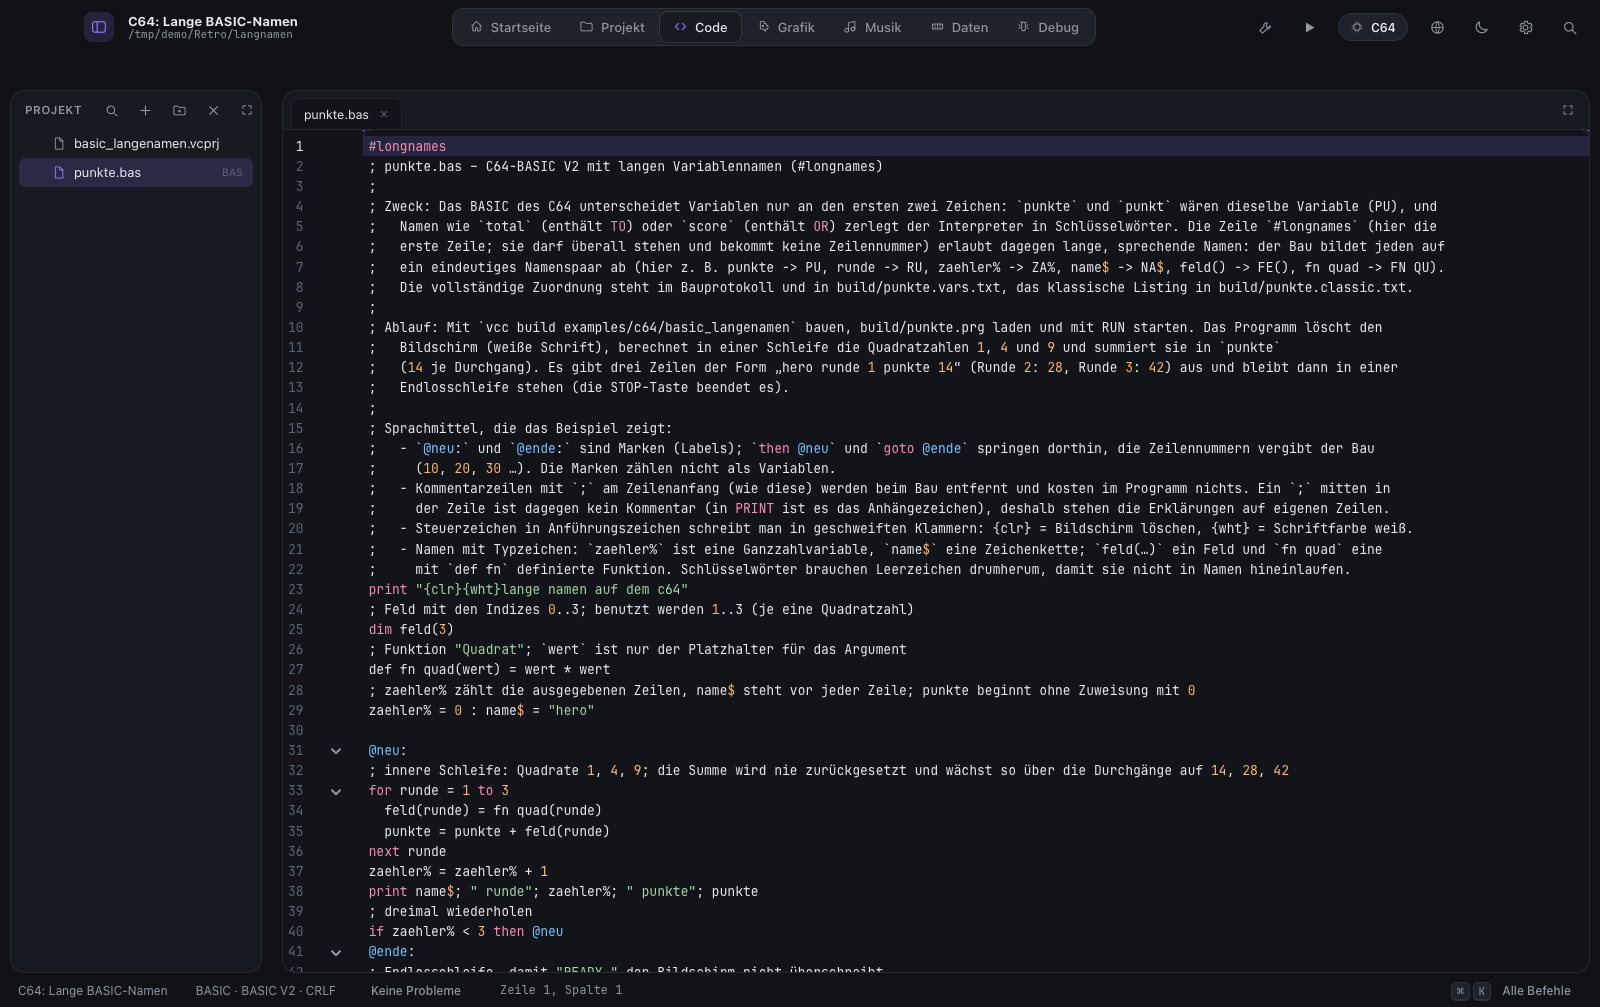 C64: Lange BASIC-Namen
/tmp/demo/Retro/langnamen
Startseite
Projekt
Code
Grafik
Musik
Daten
Debug
C64
PROJEKT
basic_langenamen.vcprj
punkte.bas BAS
punkte.bas ×
1 #longnames
2 ; punkte.bas – C64-BASIC V2 mit langen Variablennamen (#longnames)
3 ;
4 ; Zweck: Das BASIC des C64 unterscheidet Variablen nur an den ersten zwei Zeichen: `punkte` und `punkt` wären dieselbe Variable (PU), und
5 ;   Namen wie `total` (enthält TO) oder `score` (enthält OR) zerlegt der Interpreter in Schlüsselwörter. Die Zeile `#longnames` (hier die
6 ;   erste Zeile; sie darf überall stehen und bekommt keine Zeilennummer) erlaubt dagegen lange, sprechende Namen: der Bau bildet jeden auf
7 ;   ein eindeutiges Namenspaar ab (hier z. B. punkte -> PU, runde -> RU, zaehler% -> ZA%, name$ -> NA$, feld() -> FE(), fn quad -> FN QU).
8 ;   Die vollständige Zuordnung steht im Bauprotokoll und in build/punkte.vars.txt, das klassische Listing in build/punkte.classic.txt.
9 ;
10 ; Ablauf: Mit `vcc build examples/c64/basic_langenamen` bauen, build/punkte.prg laden und mit RUN starten. Das Programm löscht den
11 ;   Bildschirm (weiße Schrift), berechnet in einer Schleife die Quadratzahlen 1, 4 und 9 und summiert sie in `punkte`
12 ;   (14 je Durchgang). Es gibt drei Zeilen der Form „hero runde 1 punkte 14“ (Runde 2: 28, Runde 3: 42) aus und bleibt dann in einer
13 ;   Endlosschleife stehen (die STOP-Taste beendet es).
14 ;
15 ; Sprachmittel, die das Beispiel zeigt:
16 ;   - `@neu:` und `@ende:` sind Marken (Labels); `then @neu` und `goto @ende` springen dorthin, die Zeilennummern vergibt der Bau
17 ;     (10, 20, 30 …). Die Marken zählen nicht als Variablen.
18 ;   - Kommentarzeilen mit `;` am Zeilenanfang (wie diese) werden beim Bau entfernt und kosten im Programm nichts. Ein `;` mitten in
19 ;     der Zeile ist dagegen kein Kommentar (in PRINT ist es das Anhängezeichen), deshalb stehen die Erklärungen auf eigenen Zeilen.
20 ;   - Steuerzeichen in Anführungszeichen schreibt man in geschweiften Klammern: {clr} = Bildschirm löschen, {wht} = Schriftfarbe weiß.
21 ;   - Namen mit Typzeichen: `zaehler%` ist eine Ganzzahlvariable, `name$` eine Zeichenkette; `feld(…)` ein Feld und `fn quad` eine
22 ;     mit `def fn` definierte Funktion. Schlüsselwörter brauchen Leerzeichen drumherum, damit sie nicht in Namen hineinlaufen.
23 print "{clr}{wht}lange namen auf dem c64"
24 ; Feld mit den Indizes 0..3; benutzt werden 1..3 (je eine Quadratzahl)
25 dim feld(3)
26 ; Funktion "Quadrat"; `wert` ist nur der Platzhalter für das Argument
27 def fn quad(wert) = wert * wert
28 ; zaehler% zählt die ausgegebenen Zeilen, name$ steht vor jeder Zeile; punkte beginnt ohne Zuweisung mit 0
29 zaehler% = 0 : name$ = "hero"
30
31 @neu:
32 ; innere Schleife: Quadrate 1, 4, 9; die Summe wird nie zurückgesetzt und wächst so über die Durchgänge auf 14, 28, 42
33 for runde = 1 to 3
34   feld(runde) = fn quad(runde)
35   punkte = punkte + feld(runde)
36 next runde
37 zaehler% = zaehler% + 1
38 print name$; " runde"; zaehler%; " punkte"; punkte
39 ; dreimal wiederholen
40 if zaehler% < 3 then @neu
41 @ende:
42 ; Endlosschleife, damit "READY." den Bildschirm nicht überschreibt
C64: Lange BASIC-Namen
BASIC · BASIC V2 · CRLF
Keine Probleme
Zeile 1, Spalte 1
⌘ K Alle Befehle